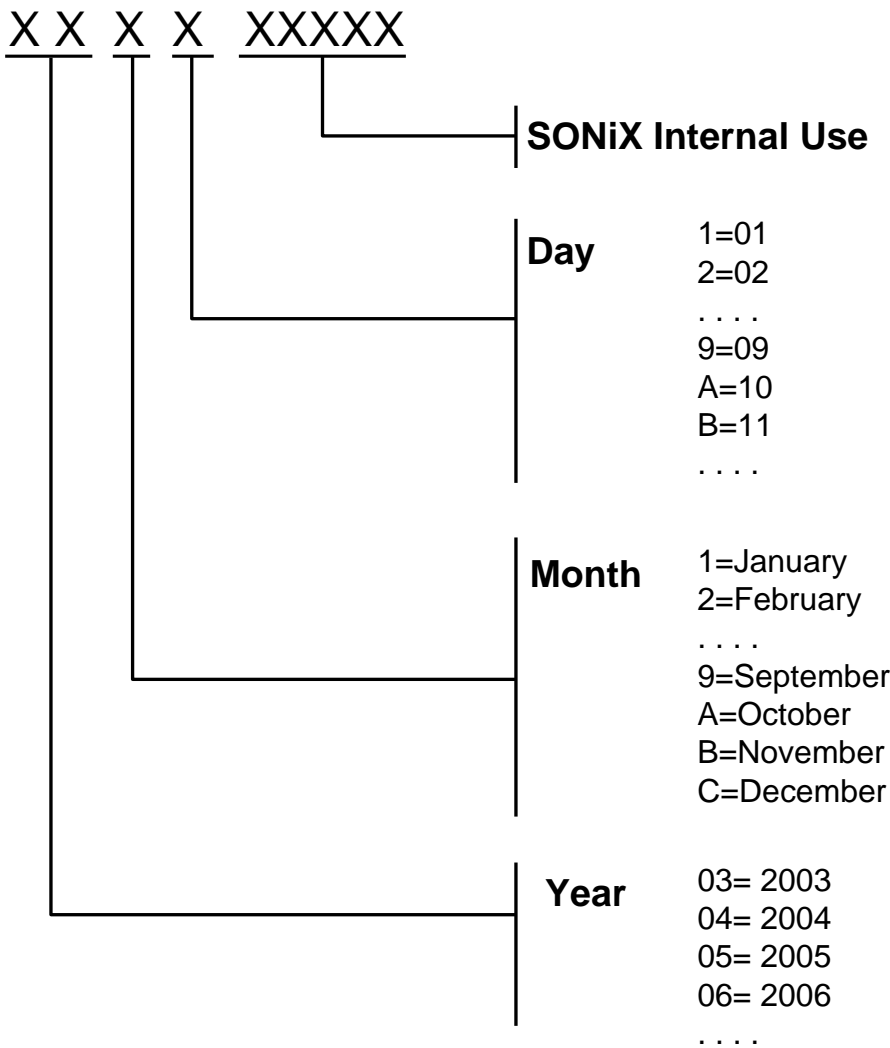 X X X X XXXXX
SONiX Internal Use
Day
1=01
2=02
. . . .
9=09
A=10
B=11
. . . .
Month
1=January
2=February
. . . .
9=September
A=October
B=November
C=December
Year
03= 2003
04= 2004
05= 2005
06= 2006
. . . .